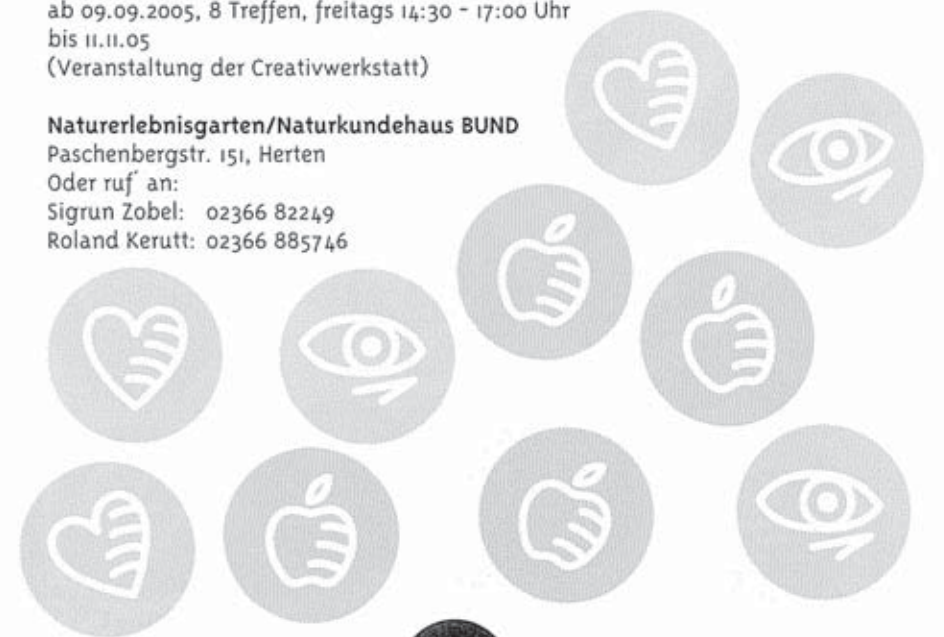 ab 09.09.2005, 8 Treffen, freitags 14:30 - 17:00 Uhr
bis 11.11.05
(Veranstaltung der Creativwerkstatt)
Naturerlebnisgarten/Naturkundehaus BUND
Paschenbergstr. 151, Herten
Oder ruf´ an:
Sigrun Zobel: 02366 82249
Roland Kerutt: 02366 885746